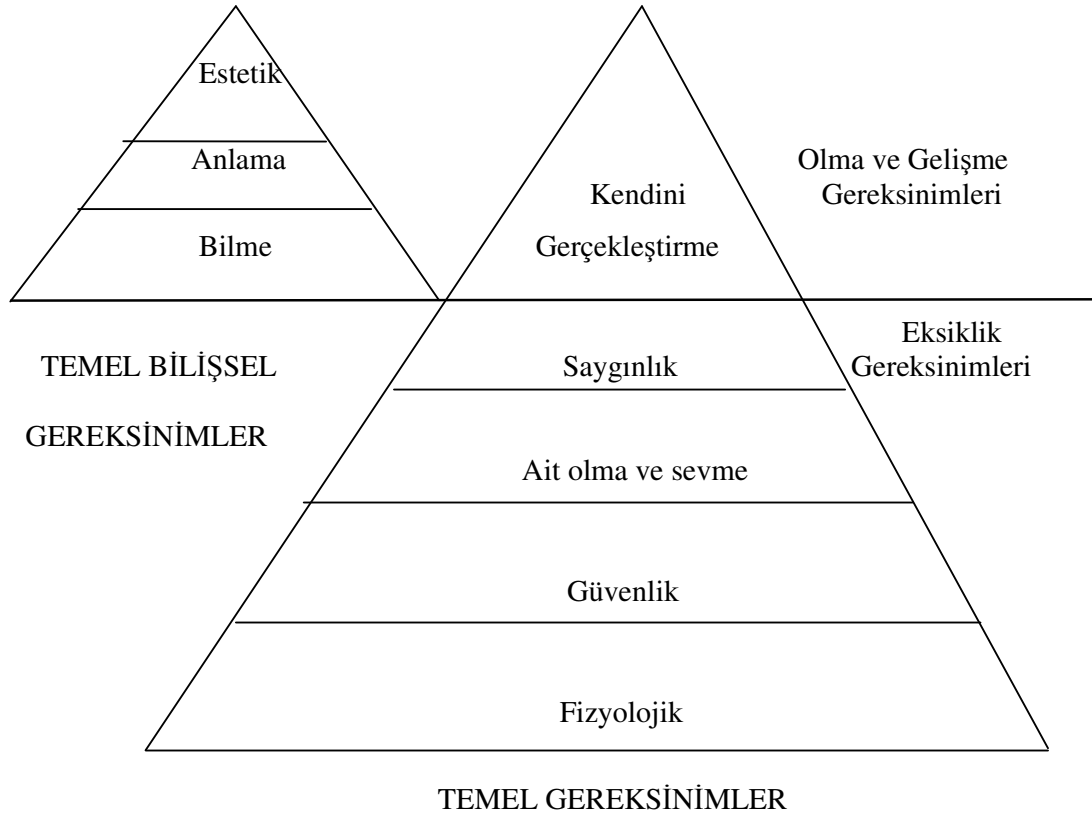 Estetik
Anlama
Bilme
TEMEL BİLİŞSEL
GEREKSİNİMLER
Kendini
Gerçekleştirme
Olma ve Gelişme
Gereksinimleri
Eksiklik
Gereksinimleri
Saygınlık
Ait olma ve sevme
Güvenlik
Fizyolojik
TEMEL GEREKSİNİMLER